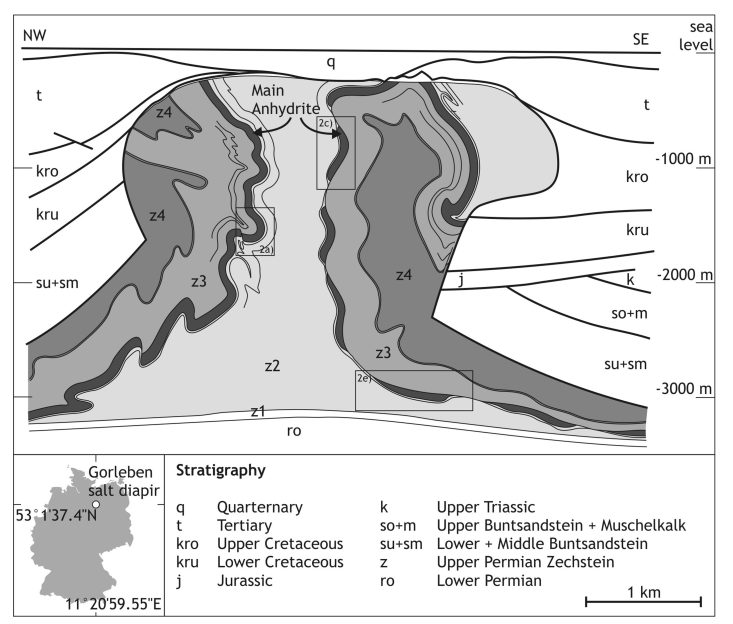 NW
SE
sea
level
q
t
t
Main
Anhydrite
2c)
z4
kro
-1000 m
kro
z4
kru
kru
2a)
z3
su+sm
j
k
-2000 m
z4
so+m
z3
z2
su+sm
2e)
-3000 m
z1
ro
Gorleben
salt diapir
53°1'37.4"N
11°20'59.55"E
Stratigraphy
q Quarternary
t Tertiary
kro Upper Cretaceous
kru Lower Cretaceous
j Jurassic
k Upper Triassic
so+m Upper Buntsandstein + Muschelkalk
su+sm Lower + Middle Buntsandstein
z Upper Permian Zechstein
ro Lower Permian
1 km